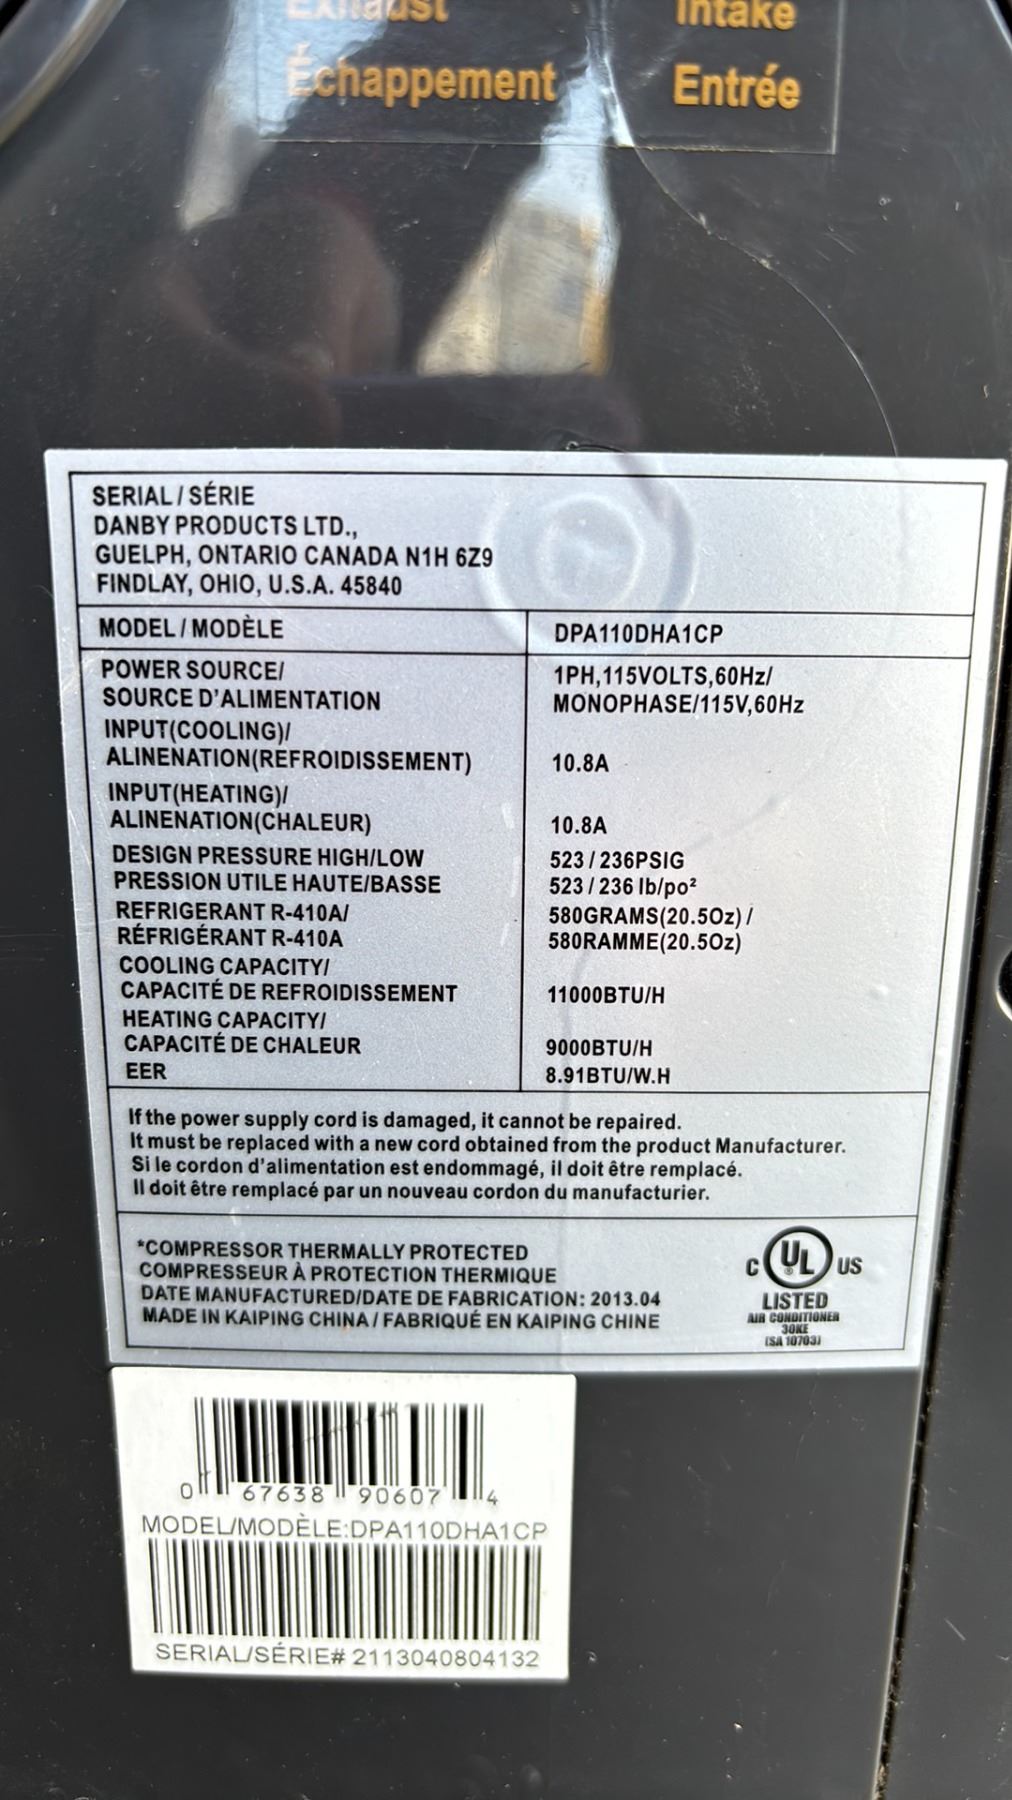 Exhaust Intake
Échappement Entrée
SERIAL / SÉRIE
DANBY PRODUCTS LTD.,
GUELPH, ONTARIO CANADA N1H 6Z9
FINDLAY, OHIO, U.S.A. 45840
MODEL / MODÈLE DPA110DHA1CP
POWER SOURCE/ 1PH,115VOLTS,60Hz/
SOURCE D'ALIMENTATION MONOPHASE/115V,60Hz
INPUT(COOLING)/
ALINENATION(REFROIDISSEMENT) 10.8A
INPUT(HEATING)/
ALINENATION(CHALEUR) 10.8A
DESIGN PRESSURE HIGH/LOW 523 / 236PSIG
PRESSION UTILE HAUTE/BASSE 523 / 236 lb/po²
REFRIGERANT R-410A/ 580GRAMS(20.5Oz) /
RÉFRIGÉRANT R-410A 580RAMME(20.5Oz)
COOLING CAPACITY/
CAPACITÉ DE REFROIDISSEMENT 11000BTU/H
HEATING CAPACITY/
CAPACITÉ DE CHALEUR 9000BTU/H
EER 8.91BTU/W.H
If the power supply cord is damaged, it cannot be repaired.
It must be replaced with a new cord obtained from the product Manufacturer.
Si le cordon d'alimentation est endommagé, il doit être remplacé.
Il doit être remplacé par un nouveau cordon du manufacturier.
*COMPRESSOR THERMALLY PROTECTED
COMPRESSEUR À PROTECTION THERMIQUE
DATE MANUFACTURED/DATE DE FABRICATION: 2013.04
MADE IN KAIPING CHINA / FABRIQUÉ EN KAIPING CHINE
C UL ® US
LISTED
AIR CONDITIONER
30KE
(SA 10703)
0 67638 90607 4
MODEL/MODÈLE:DPA110DHA1CP
SERIAL/SÉRIE# 2113040804132